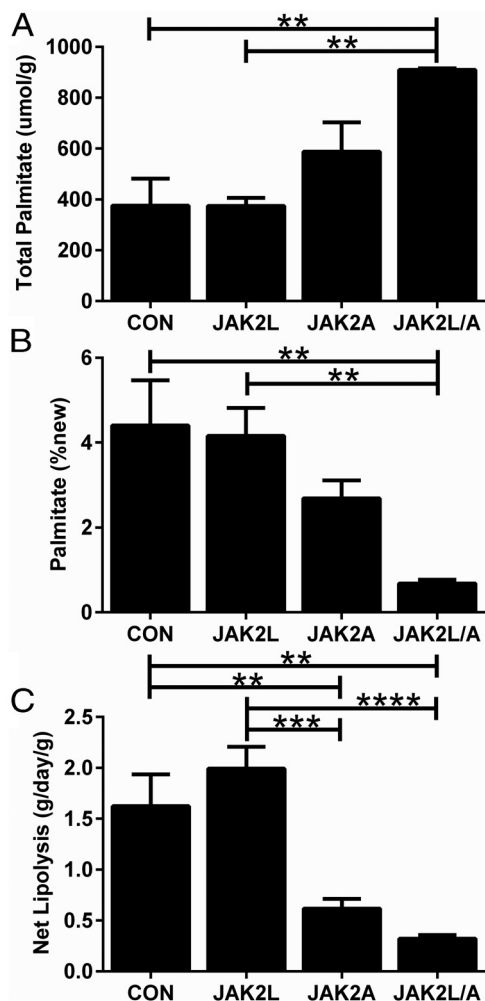 A
**
**
Total Palmitate (umol/g)
1000
800
600
400
200
0
CON JAK2L JAK2A JAK2L/A
B
**
**
Palmitate (%new)
6
4
2
0
CON JAK2L JAK2A JAK2L/A
**
**
C
****
***
Net Lipolysis (g/day/g)
2.5
2.0
1.5
1.0
0.5
0.0
CON JAK2L JAK2A JAK2L/A